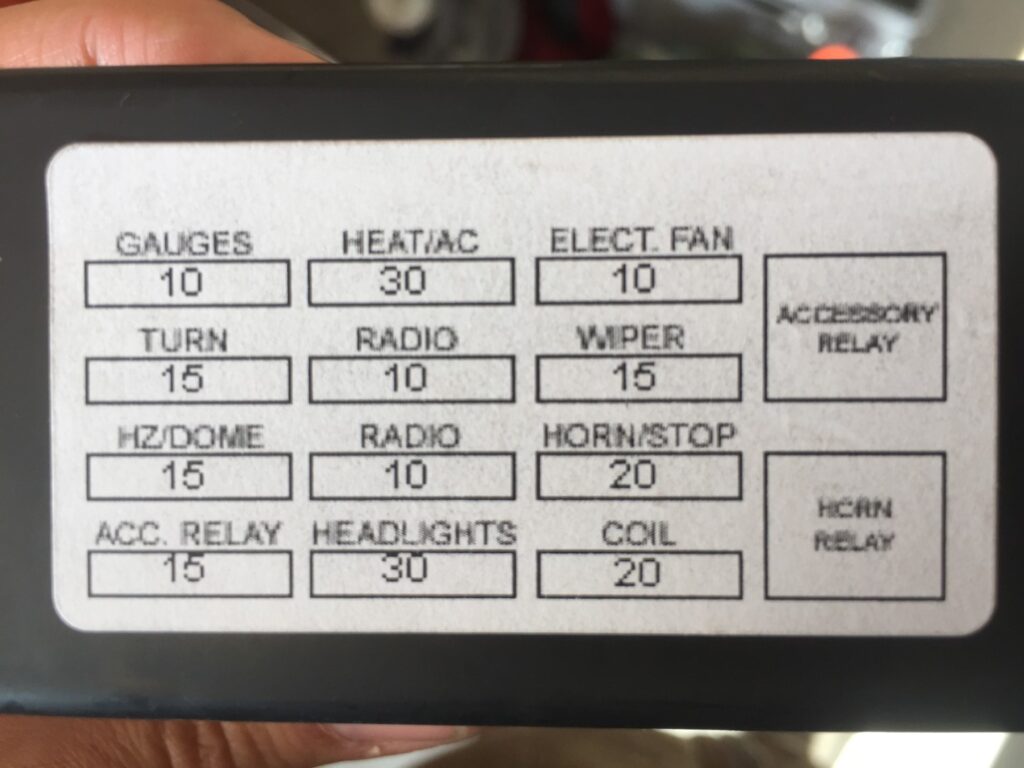 GAUGES HEAT/AC ELECT. FAN
10 30 10
ACCESSORY
RELAY
TURN RADIO WIPER
15 10 15
HZ/DOME RADIO HORN/STOP
15 10 20
HORN
RELAY
ACC. RELAY HEADLIGHTS COIL
15 30 20